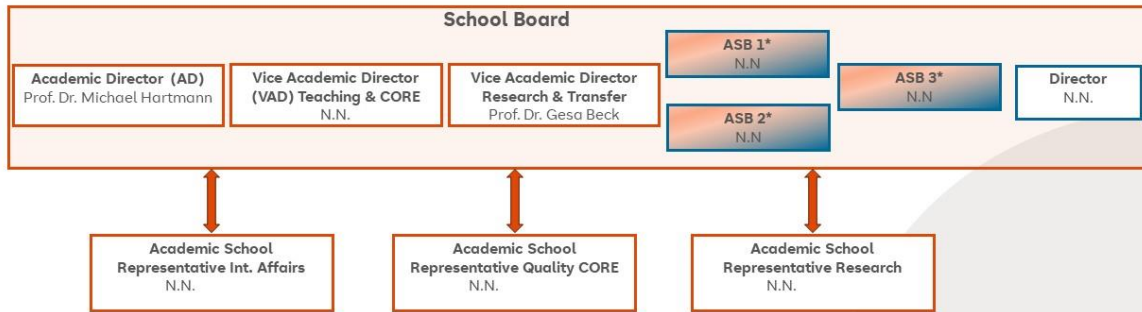 School Board
Academic Director (AD)
Prof. Dr. Michael Hartmann
Vice Academic Director
(VAD) Teaching & CORE
N.N.
Vice Academic Director
Research & Transfer
Prof. Dr. Gesa Beck
ASB 1*
N.N
ASB 2*
N.N
ASB 3*
N.N
Director
N.N.
Academic School
Representative Int. Affairs
N.N.
Academic School
Representative Quality CORE
N.N.
Academic School
Representative Research
N.N.